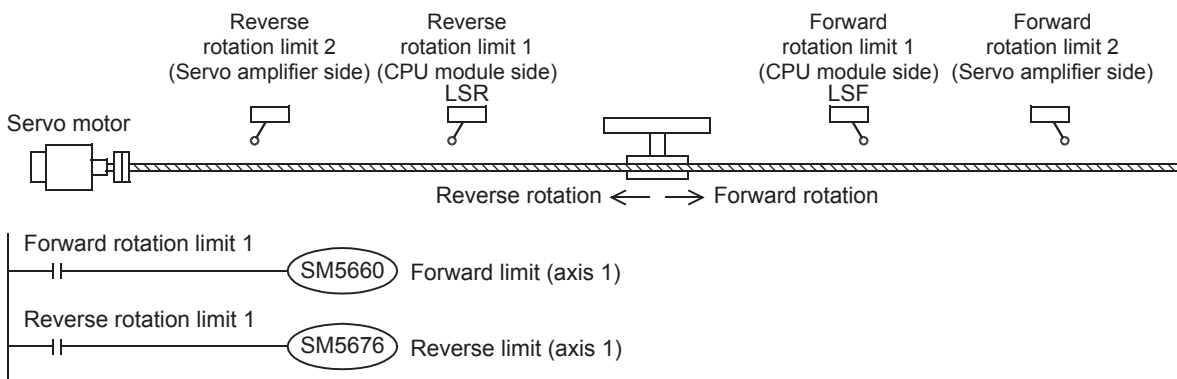 Reverse
rotation limit 2
(Servo amplifier side)
Reverse
rotation limit 1
(CPU module side)
LSR
Forward
rotation limit 1
(CPU module side)
LSF
Forward
rotation limit 2
(Servo amplifier side)
Servo motor
Reverse rotation
Forward rotation
Forward rotation limit 1
SM5660 Forward limit (axis 1)
Reverse rotation limit 1
SM5676 Reverse limit (axis 1)